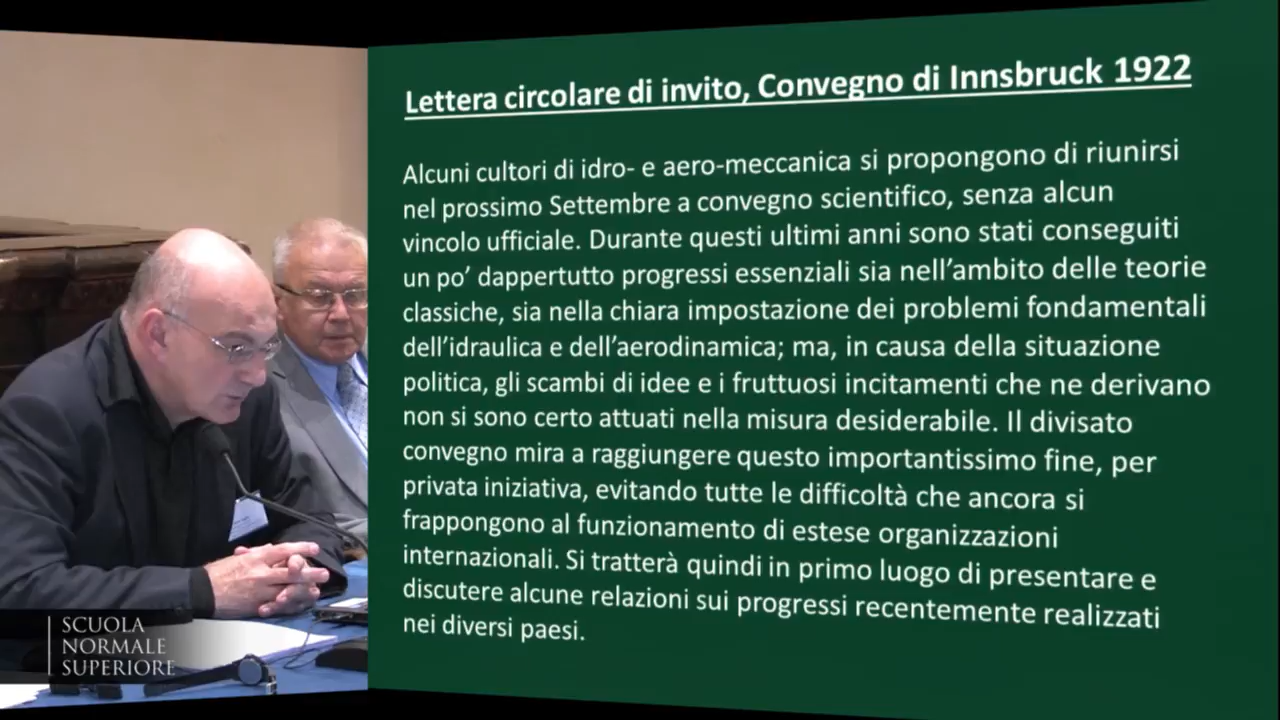 Lettera circolare di invito, Convegno di Innsbruck 1922
Alcuni cultori di idro- e aero-meccanica si propongono di riunirsi
nel prossimo Settembre a convegno scientifico, senza alcun
vincolo ufficiale. Durante questi ultimi anni sono stati conseguiti
un po’ dappertutto progressi essenziali sia nell’ambito delle teorie
classiche, sia nella chiara impostazione dei problemi fondamentali
dell’idraulica e dell’aerodinamica; ma, in causa della situazione
politica, gli scambi di idee e i fruttuosi incitamenti che ne derivano
non si sono certo attuati nella misura desiderabile. Il divisato
convegno mira a raggiungere questo importantissimo fine, per
privata iniziativa, evitando tutte le difficoltà che ancora si
frappongono al funzionamento di estese organizzazioni
internazionali. Si tratterà quindi in primo luogo di presentare e
discutere alcune relazioni sui progressi recentemente realizzati
nei diversi paesi.
SCUOLA
NORMALE
SUPERIORE